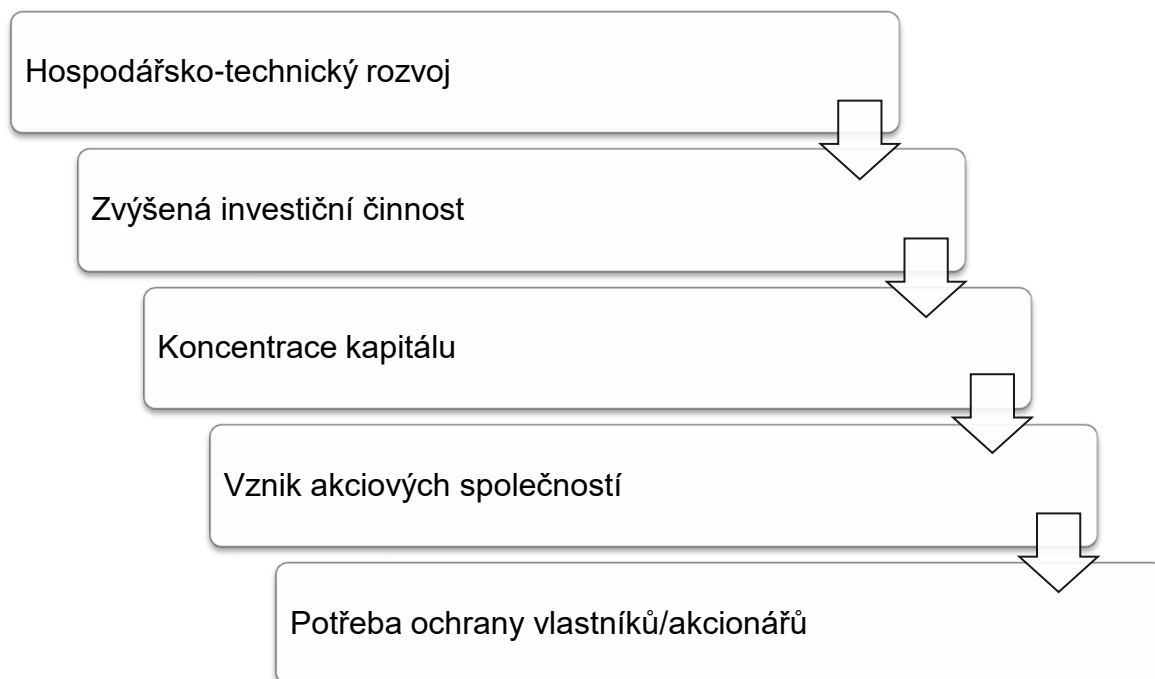 Hospodářsko-technický rozvoj
Zvýšená investiční činnost
Koncentrace kapitálu
Vznik akciových společností
Potřeba ochrany vlastníků/akcionářů